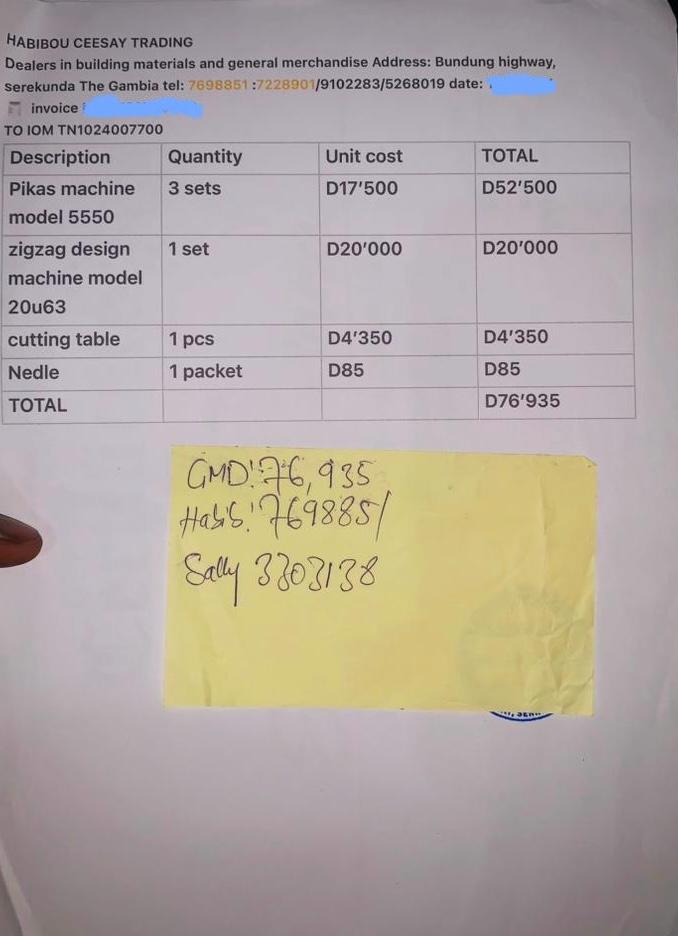 HABIBOU CEESAY TRADING
Dealers in building materials and general merchandise Address: Bundung highway,
serekunda The Gambia tel: 7698851 :7228901/9102283/5268019 date:
invoice
TO IOM TN1024007700
Description Quantity Unit cost TOTAL
Pikas machine 3 sets D17'500 D52'500
model 5550
zigzag design 1 set D20'000 D20'000
machine model
20u63
cutting table 1 pcs D4'350 D4'350
Nedle 1 packet D85 D85
TOTAL D76'935
GMD: 76,935
Habib: 7698851
Sally 3303138